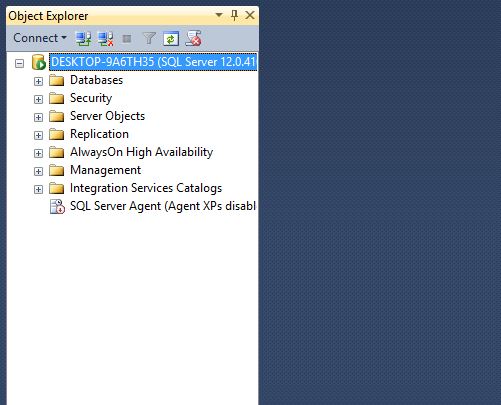 Object Explorer
Connect
DESKTOP-9A6TH35 (SQL Server 12.0.41
Databases
Security
Server Objects
Replication
AlwaysOn High Availability
Management
Integration Services Catalogs
SQL Server Agent (Agent XPs disabl